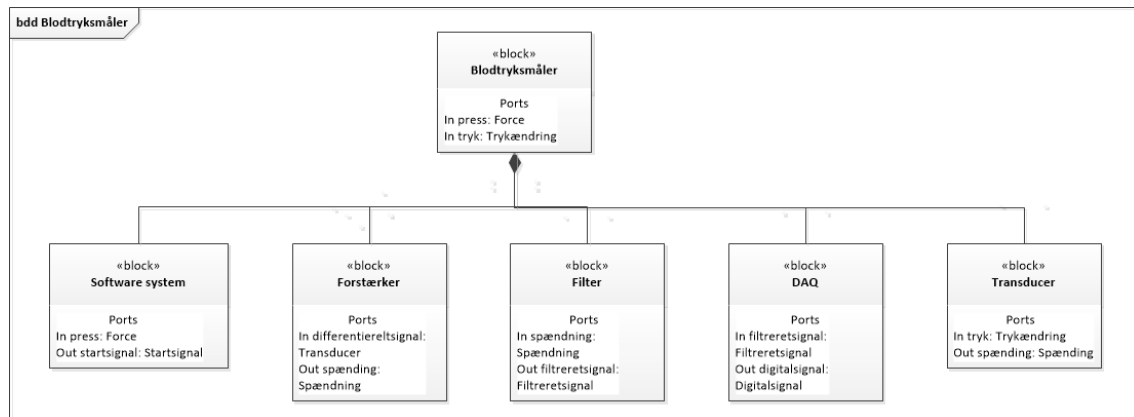 bdd Blodtryksmåler
«block»
Blodtryksmåler
Ports
In press: Force
In tryk: Trykændring
«block»
Software system
Ports
In press: Force
Out startsignal: Startsignal
«block»
Forstærker
Ports
In differentiereltsignal:
Transducer
Out spænding:
Spændning
«block»
Filter
Ports
In spændning:
Spændning
Out filtreretsignal:
Filtreretsignal
«block»
DAQ
Ports
In filtreretsignal:
Filtreretsignal
Out digitalsignal:
Digitalsignal
«block»
Transducer
Ports
In tryk: Trykændring
Out spænding: Spænding